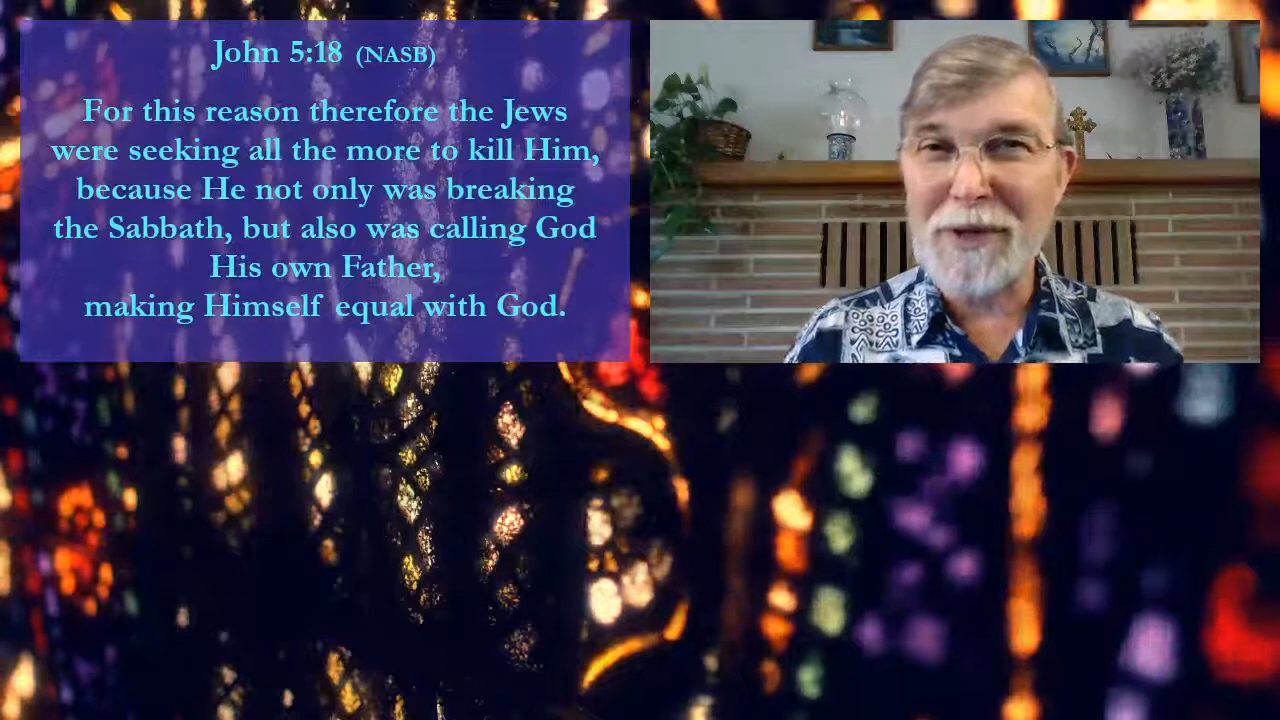 John 5:18 (NASB)
For this reason therefore the Jews
were seeking all the more to kill Him,
because He not only was breaking
the Sabbath, but also was calling God
His own Father,
making Himself equal with God.